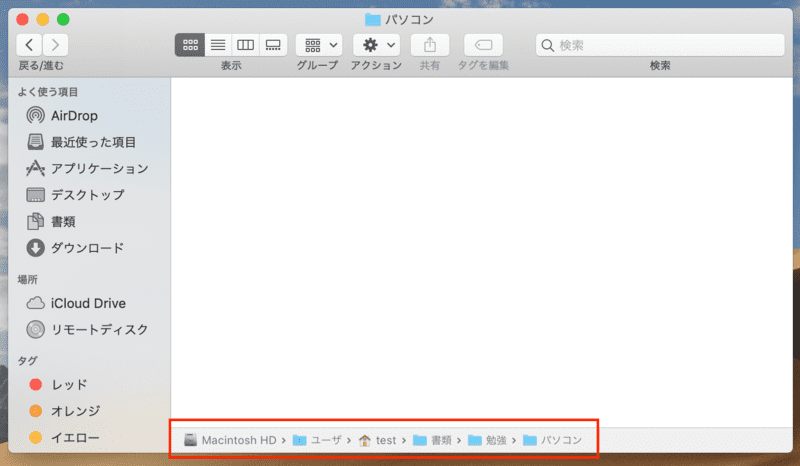 パソコン
検索
戻る/進む
表示
グループ
アクション
共有
タグを編集
検索
よく使う項目
AirDrop
最近使った項目
アプリケーション
デスクトップ
書類
ダウンロード
場所
iCloud Drive
リモートディスク
タグ
レッド
オレンジ
イエロー
Macintosh HD › ユーザ › test › 書類 › 勉強 › パソコン